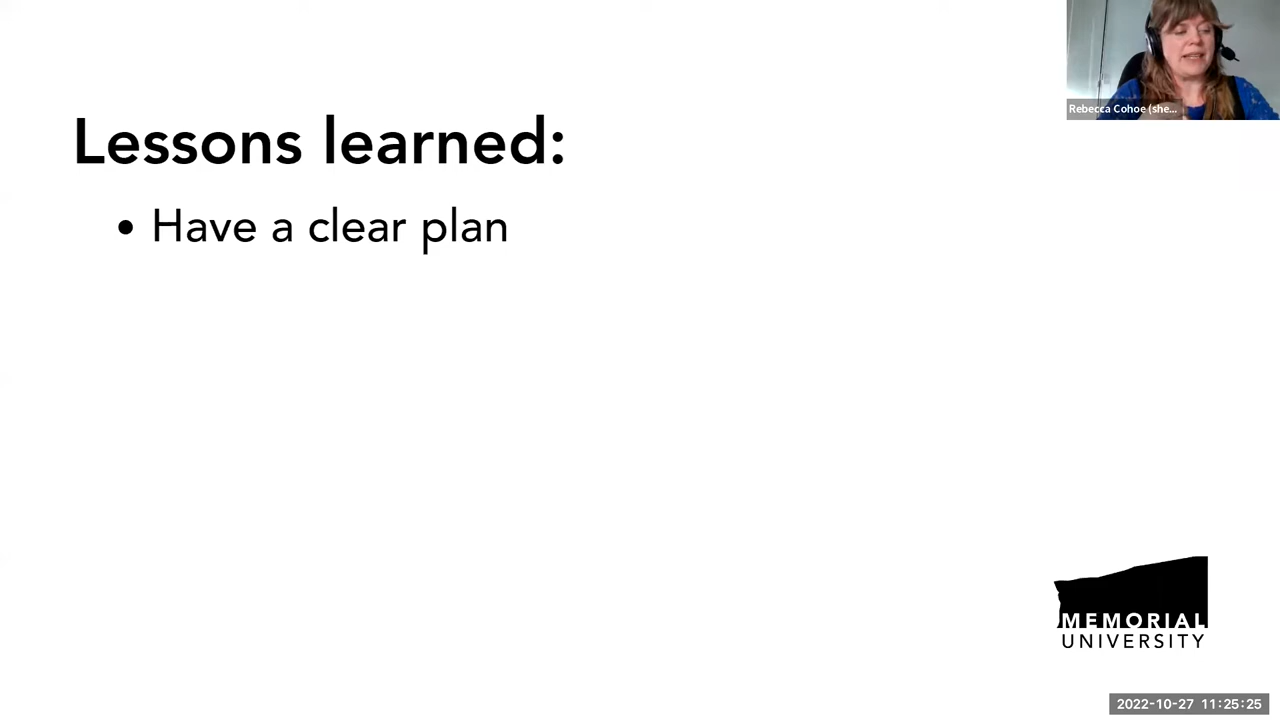 Rebecca Cohoe (she...
Lessons learned:
• Have a clear plan
MEMORIAL
UNIVERSITY
2022-10-27 11:25:25